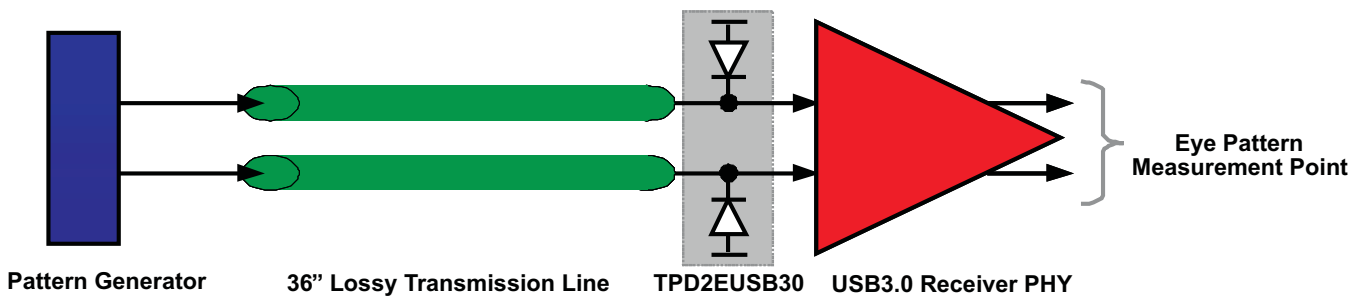 Eye Pattern
Measurement Point
Pattern Generator
36” Lossy Transmission Line
TPD2EUSB30
USB3.0 Receiver PHY